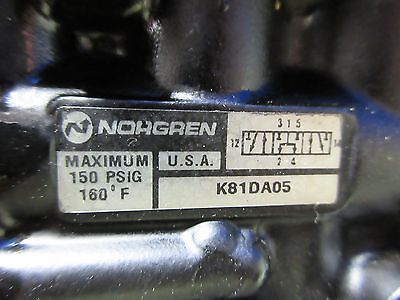 NORGREN
MAXIMUM
150 PSIG
160°F
U.S.A.
3 1 5
12 14
2 4
K81DA05